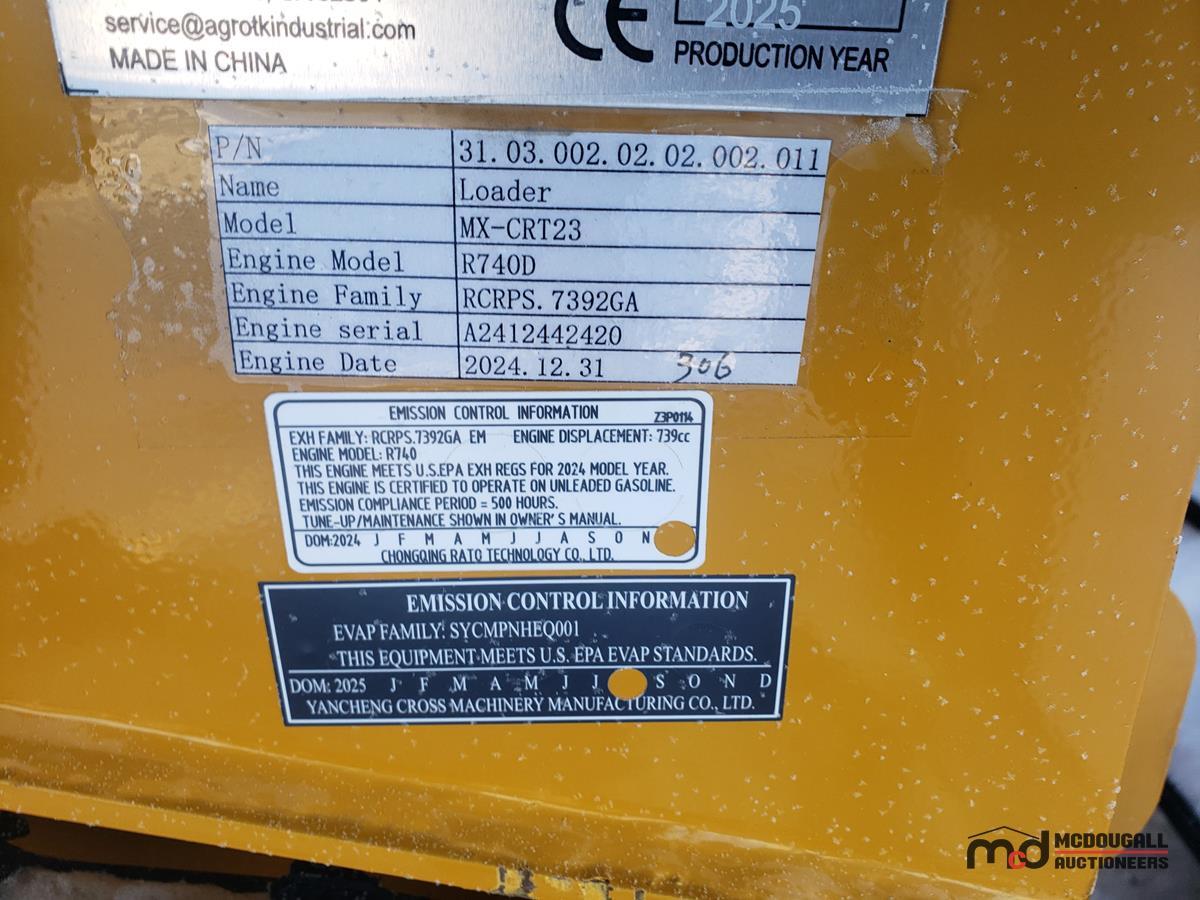 service@agrotkindustrial.com
MADE IN CHINA
CE
2025
PRODUCTION YEAR
P/N 31.03.002.02.02.002.011
Name Loader
Model MX-CRT23
Engine Model R740D
Engine Family RCRPS.7392GA
Engine serial A2412442420
Engine Date 2024.12.31 306
EMISSION CONTROL INFORMATION Z3P0114
EXH FAMILY: RCRPS.7392GA EM ENGINE DISPLACEMENT: 739cc
ENGINE MODEL: R740
THIS ENGINE MEETS U.S.EPA EXH REGS FOR 2024 MODEL YEAR.
THIS ENGINE IS CERTIFIED TO OPERATE ON UNLEADED GASOLINE.
EMISSION COMPLIANCE PERIOD = 500 HOURS.
TUNE-UP/MAINTENANCE SHOWN IN OWNER'S MANUAL.
DOM:2024 J F M A M J J A S O N
CHONGQING RATO TECHNOLOGY CO., LTD.
EMISSION CONTROL INFORMATION
EVAP FAMILY: SYCMPNHEQ001
THIS EQUIPMENT MEETS U.S. EPA EVAP STANDARDS.
DOM: 2025 J F M A M J J S O N D
YANCHENG CROSS MACHINERY MANUFACTURING CO., LTD.
mcd MCDOUGALL
AUCTIONEERS